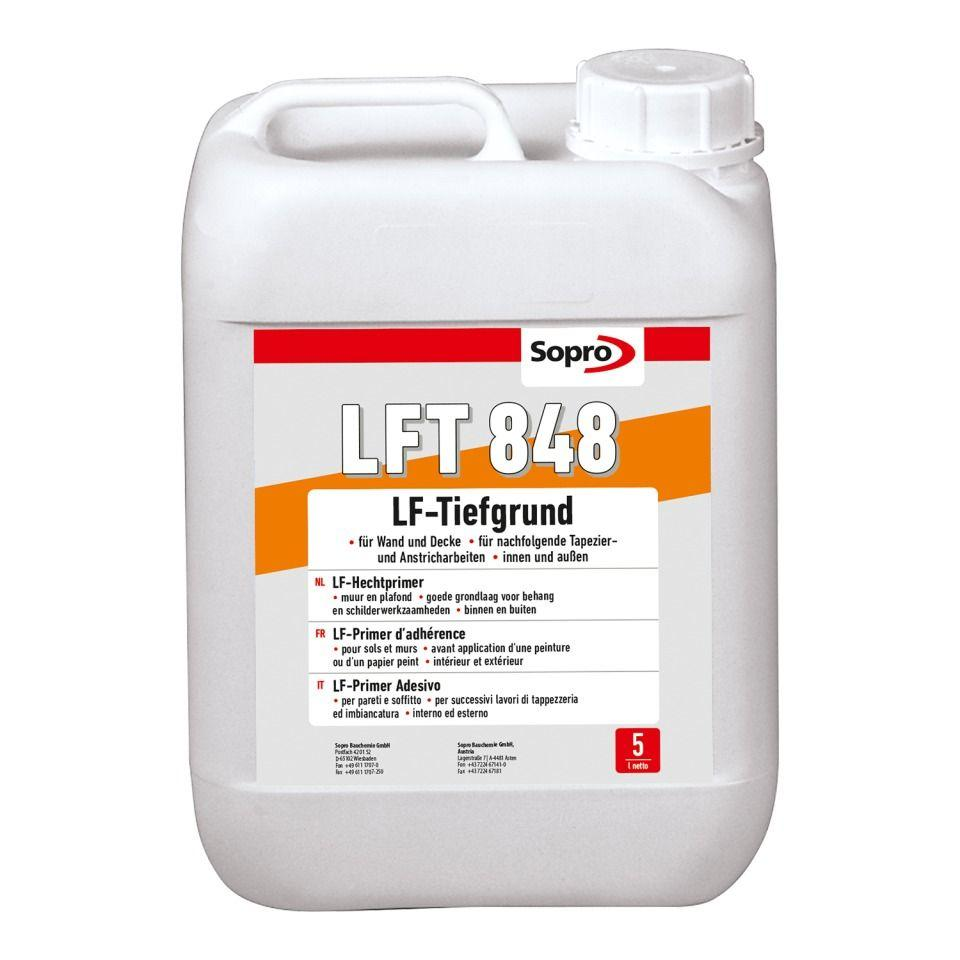 Sopro
LFT 848
LF-Tiefgrund
• für Wand und Decke • für nachfolgende Tapezier-
und Anstricharbeiten • innen und außen
NL LF-Hechtprimer
• muur en plafond • goede grondlaag voor behang
en schilderwerkzaamheden • binnen en buiten
FR LF-Primer d'adhérence
• pour sols et murs • avant application d'une peinture
ou d'un papier peint • intérieur et extérieur
IT LF-Primer Adesivo
• per pareti e soffitto • per successivi lavori di tappezzeria
ed imbiancatura • interno ed esterno
Sopro Bauchemie GmbH
Postfach 42 01 52
D-65102 Wiesbaden
Fon +49 611 1707-0
Fax +49 611 1707-250
Sopro Bauchemie GmbH,
Austria
Lagerstraße 7 | A-4481 Asten
Fon +43 7224 67141-0
Fax +43 7224 67181
5
l netto